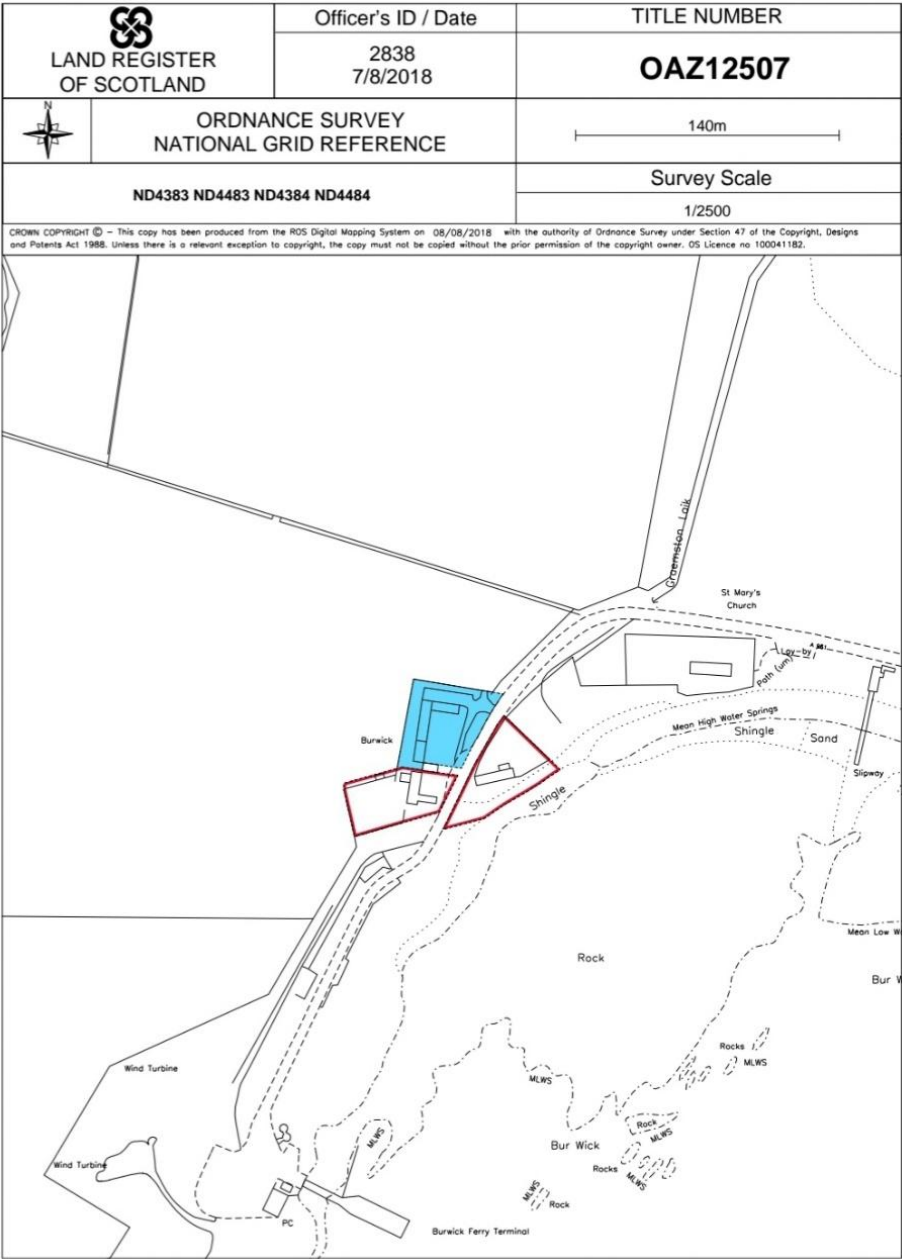 LAND REGISTER
OF SCOTLAND
Officer's ID / Date
2838
7/8/2018
TITLE NUMBER
OAZ12507
N
ORDNANCE SURVEY
NATIONAL GRID REFERENCE
140m
ND4383 ND4483 ND4384 ND4484
Survey Scale
1/2500
CROWN COPYRIGHT © – This copy has been produced from the ROS Digital Mapping System on 08/08/2018 with the authority of Ordnance Survey under Section 47 of the Copyright, Designs
and Patents Act 1988. Unless there is a relevant exception to copyright, the copy must not be copied without the prior permission of the copyright owner. OS Licence no 100041182.
Graemston Loik
St Mary's
Church
Lay-by
Path (um)
Mean High Water Springs
Shingle
Sand
Burwick
Slipway
Shingle
Mean Low W
Rock
Bur W
Rocks
MLWS
Wind Turbine
MLWS
Rock
MLWS
MLWS
Bur Wick
Wind Turbine
Rocks
MLWS
MLWS
Rock
PC
Burwick Ferry Terminal